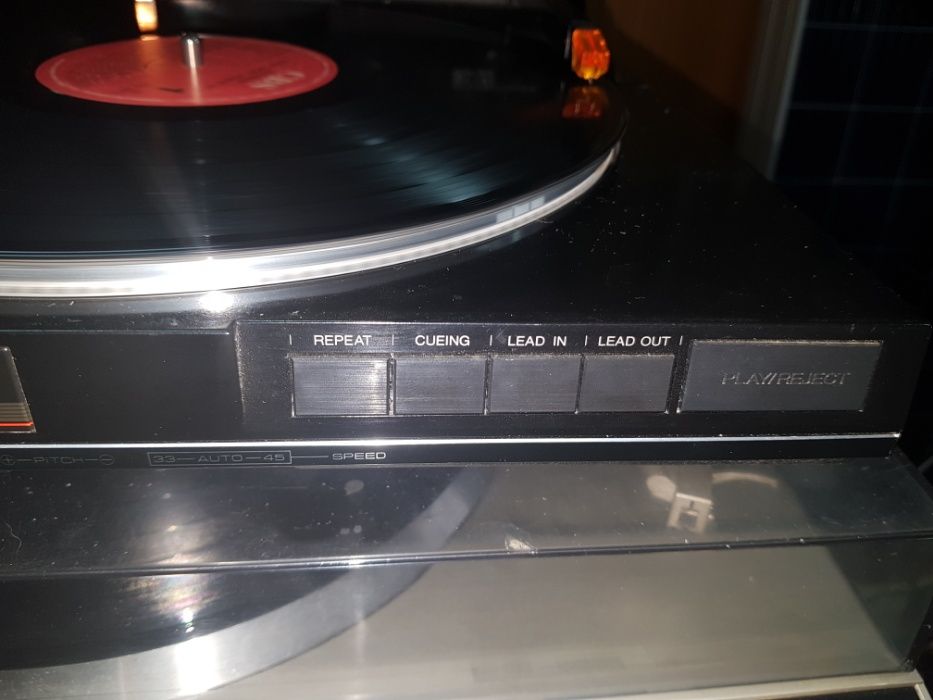 REPEAT CUEING LEAD IN LEAD OUT
PLAY/REJECT
PITCH
33—AUTO—45 SPEED